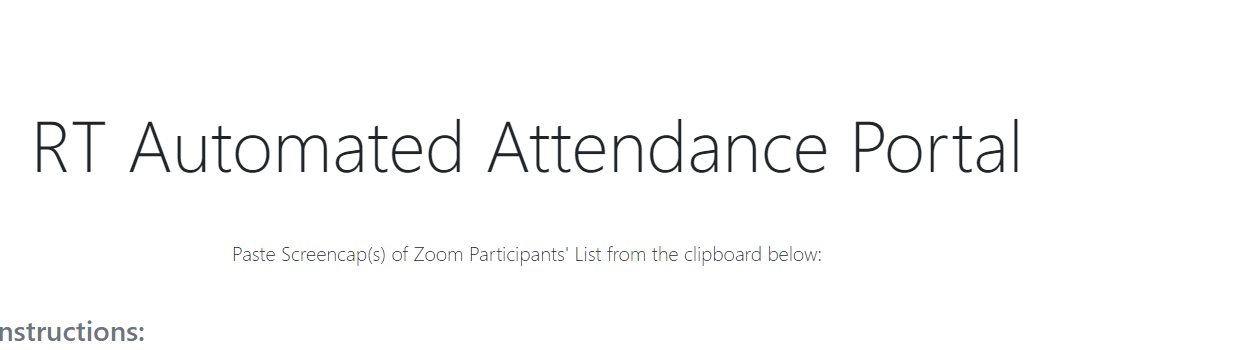 RT Automated Attendance Portal
Paste Screencap(s) of Zoom Participants' List from the clipboard below:
nstructions: